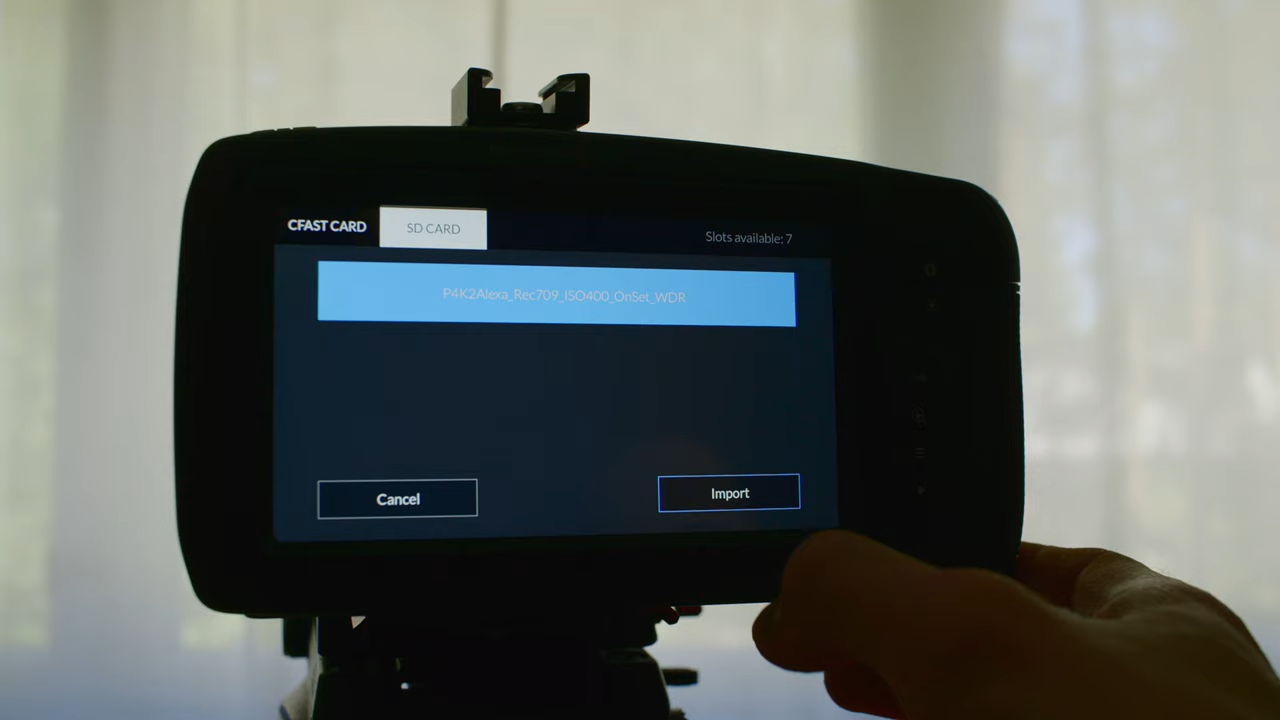 CFAST CARD
SD CARD
Slots available: 7
P4K2Alexa_Rec709_ISO400_OnSet_WDR
Cancel
Import